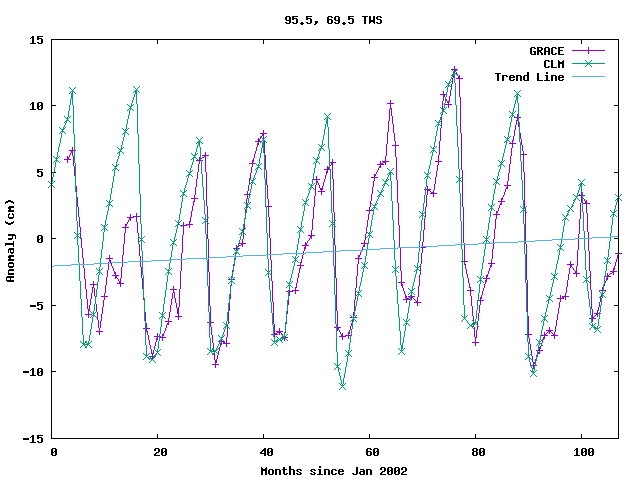 95.5, 69.5 TWS
GRACE
CLM
Trend Line
15
10
5
0
-5
-10
-15
Anomaly (cm)
0 20 40 60 80 100
Months since Jan 2002